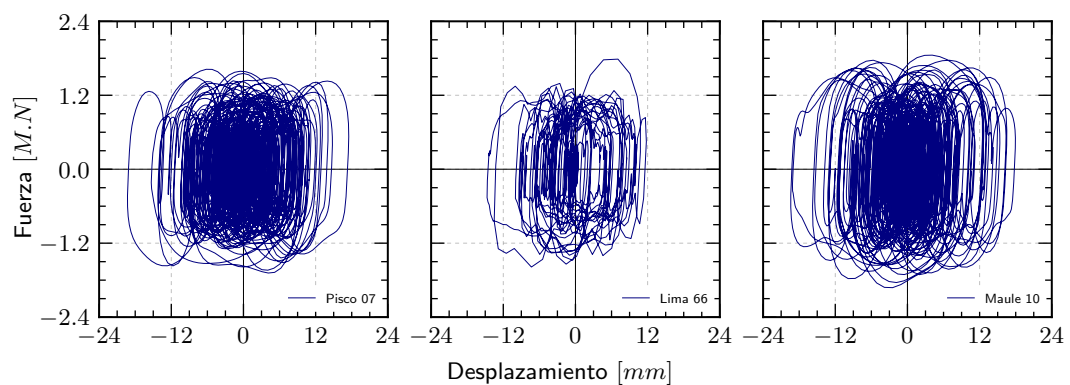 2.4
1.2
0.0
−1.2
−2.4
Fuerza [M.N]
Pisco 07
Lima 66
Maule 10
−24 −12 0 12 24
−24 −12 0 12 24
−24 −12 0 12 24
Desplazamiento [mm]